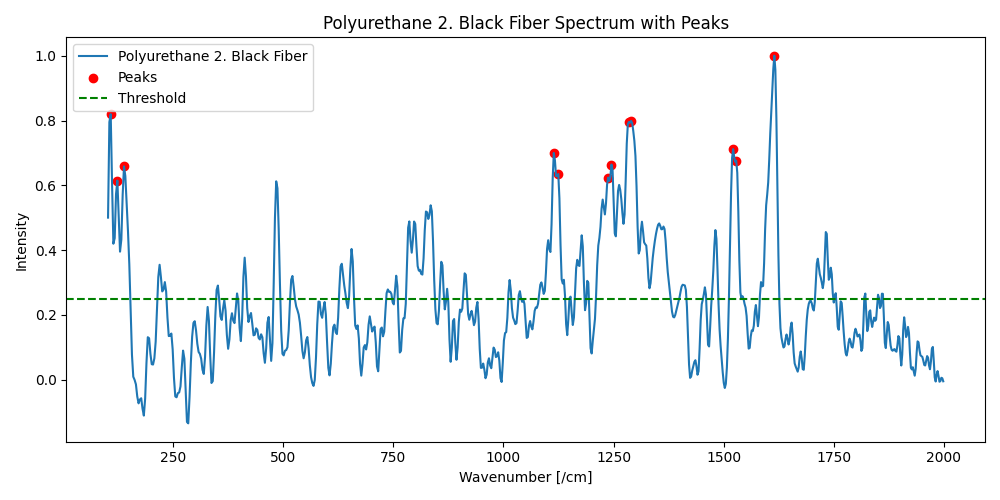 Polyurethane 2. Black Fiber Spectrum with Peaks
Polyurethane 2. Black Fiber
Peaks
Threshold
1.0
0.8
0.6
0.4
0.2
0.0
Intensity
250
500
750
1000
1250
1500
1750
2000
Wavenumber [/cm]